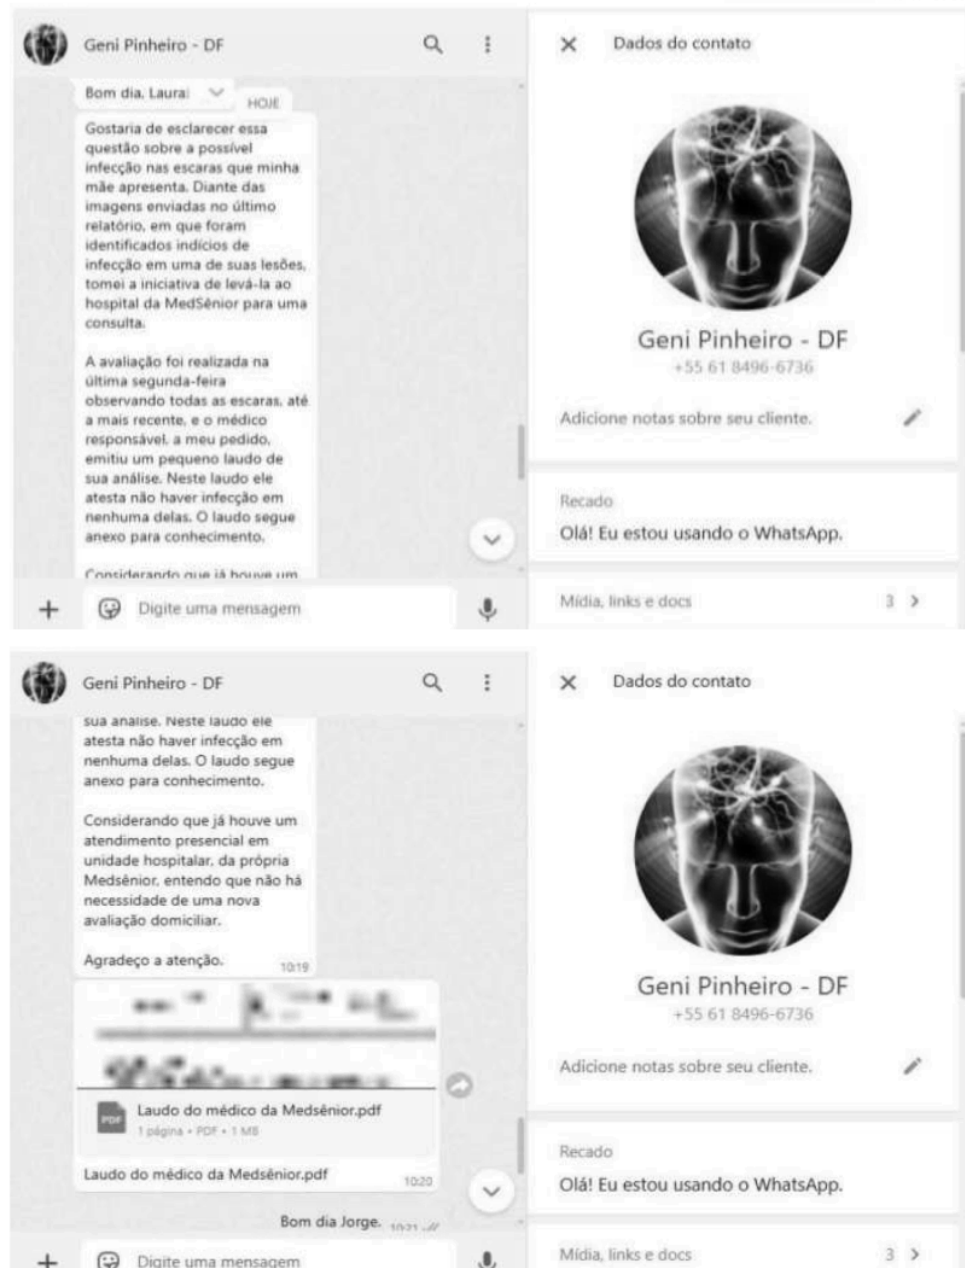 Geni Pinheiro - DF
Bom dia, Laura!
HOJE
Gostaria de esclarecer essa
questão sobre a possível
infecção nas escaras que minha
mãe apresenta. Diante das
imagens enviadas no último
relatório, em que foram
identificados indícios de
infecção em uma de suas lesões,
tomei a iniciativa de levá-la ao
hospital da MedSênior para uma
consulta.
A avaliação foi realizada na
última segunda-feira
observando todas as escaras, até
a mais recente, e o médico
responsável, a meu pedido,
emitiu um pequeno laudo de
sua análise. Neste laudo ele
atesta não haver infecção em
nenhuma delas. O laudo segue
anexo para conhecimento.
Considerando que já houve um
Digite uma mensagem
Dados do contato
Geni Pinheiro - DF
+55 61 8496-6736
Adicione notas sobre seu cliente.
Recado
Olá! Eu estou usando o WhatsApp.
Mídia, links e docs 3
Geni Pinheiro - DF
sua análise. Neste laudo ele
atesta não haver infecção em
nenhuma delas. O laudo segue
anexo para conhecimento.
Considerando que já houve um
atendimento presencial em
unidade hospitalar, da própria
Medsênior, entendo que não há
necessidade de uma nova
avaliação domiciliar.
Agradeço a atenção.
10:19
PDF
Laudo do médico da Medsênior.pdf
1 página • PDF • 1 MB
Laudo do médico da Medsênior.pdf
10:20
Bom dia Jorge. 10:21
Digite uma mensagem
Dados do contato
Geni Pinheiro - DF
+55 61 8496-6736
Adicione notas sobre seu cliente.
Recado
Olá! Eu estou usando o WhatsApp.
Mídia, links e docs 3